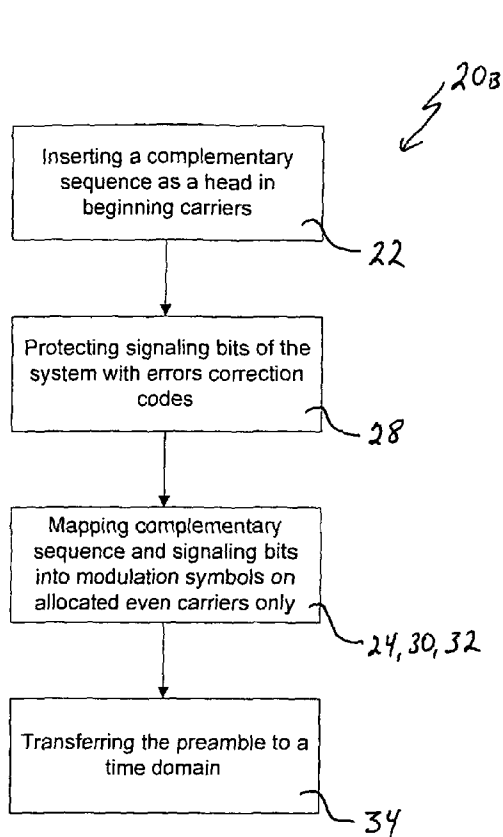 20B
Inserting a complementary
sequence as a head in
beginning carriers
22
Protecting signaling bits of the
system with errors correction
codes
28
Mapping complementary
sequence and signaling bits
into modulation symbols on
allocated even carriers only
24, 30, 32
Transferring the preamble to a
time domain
34